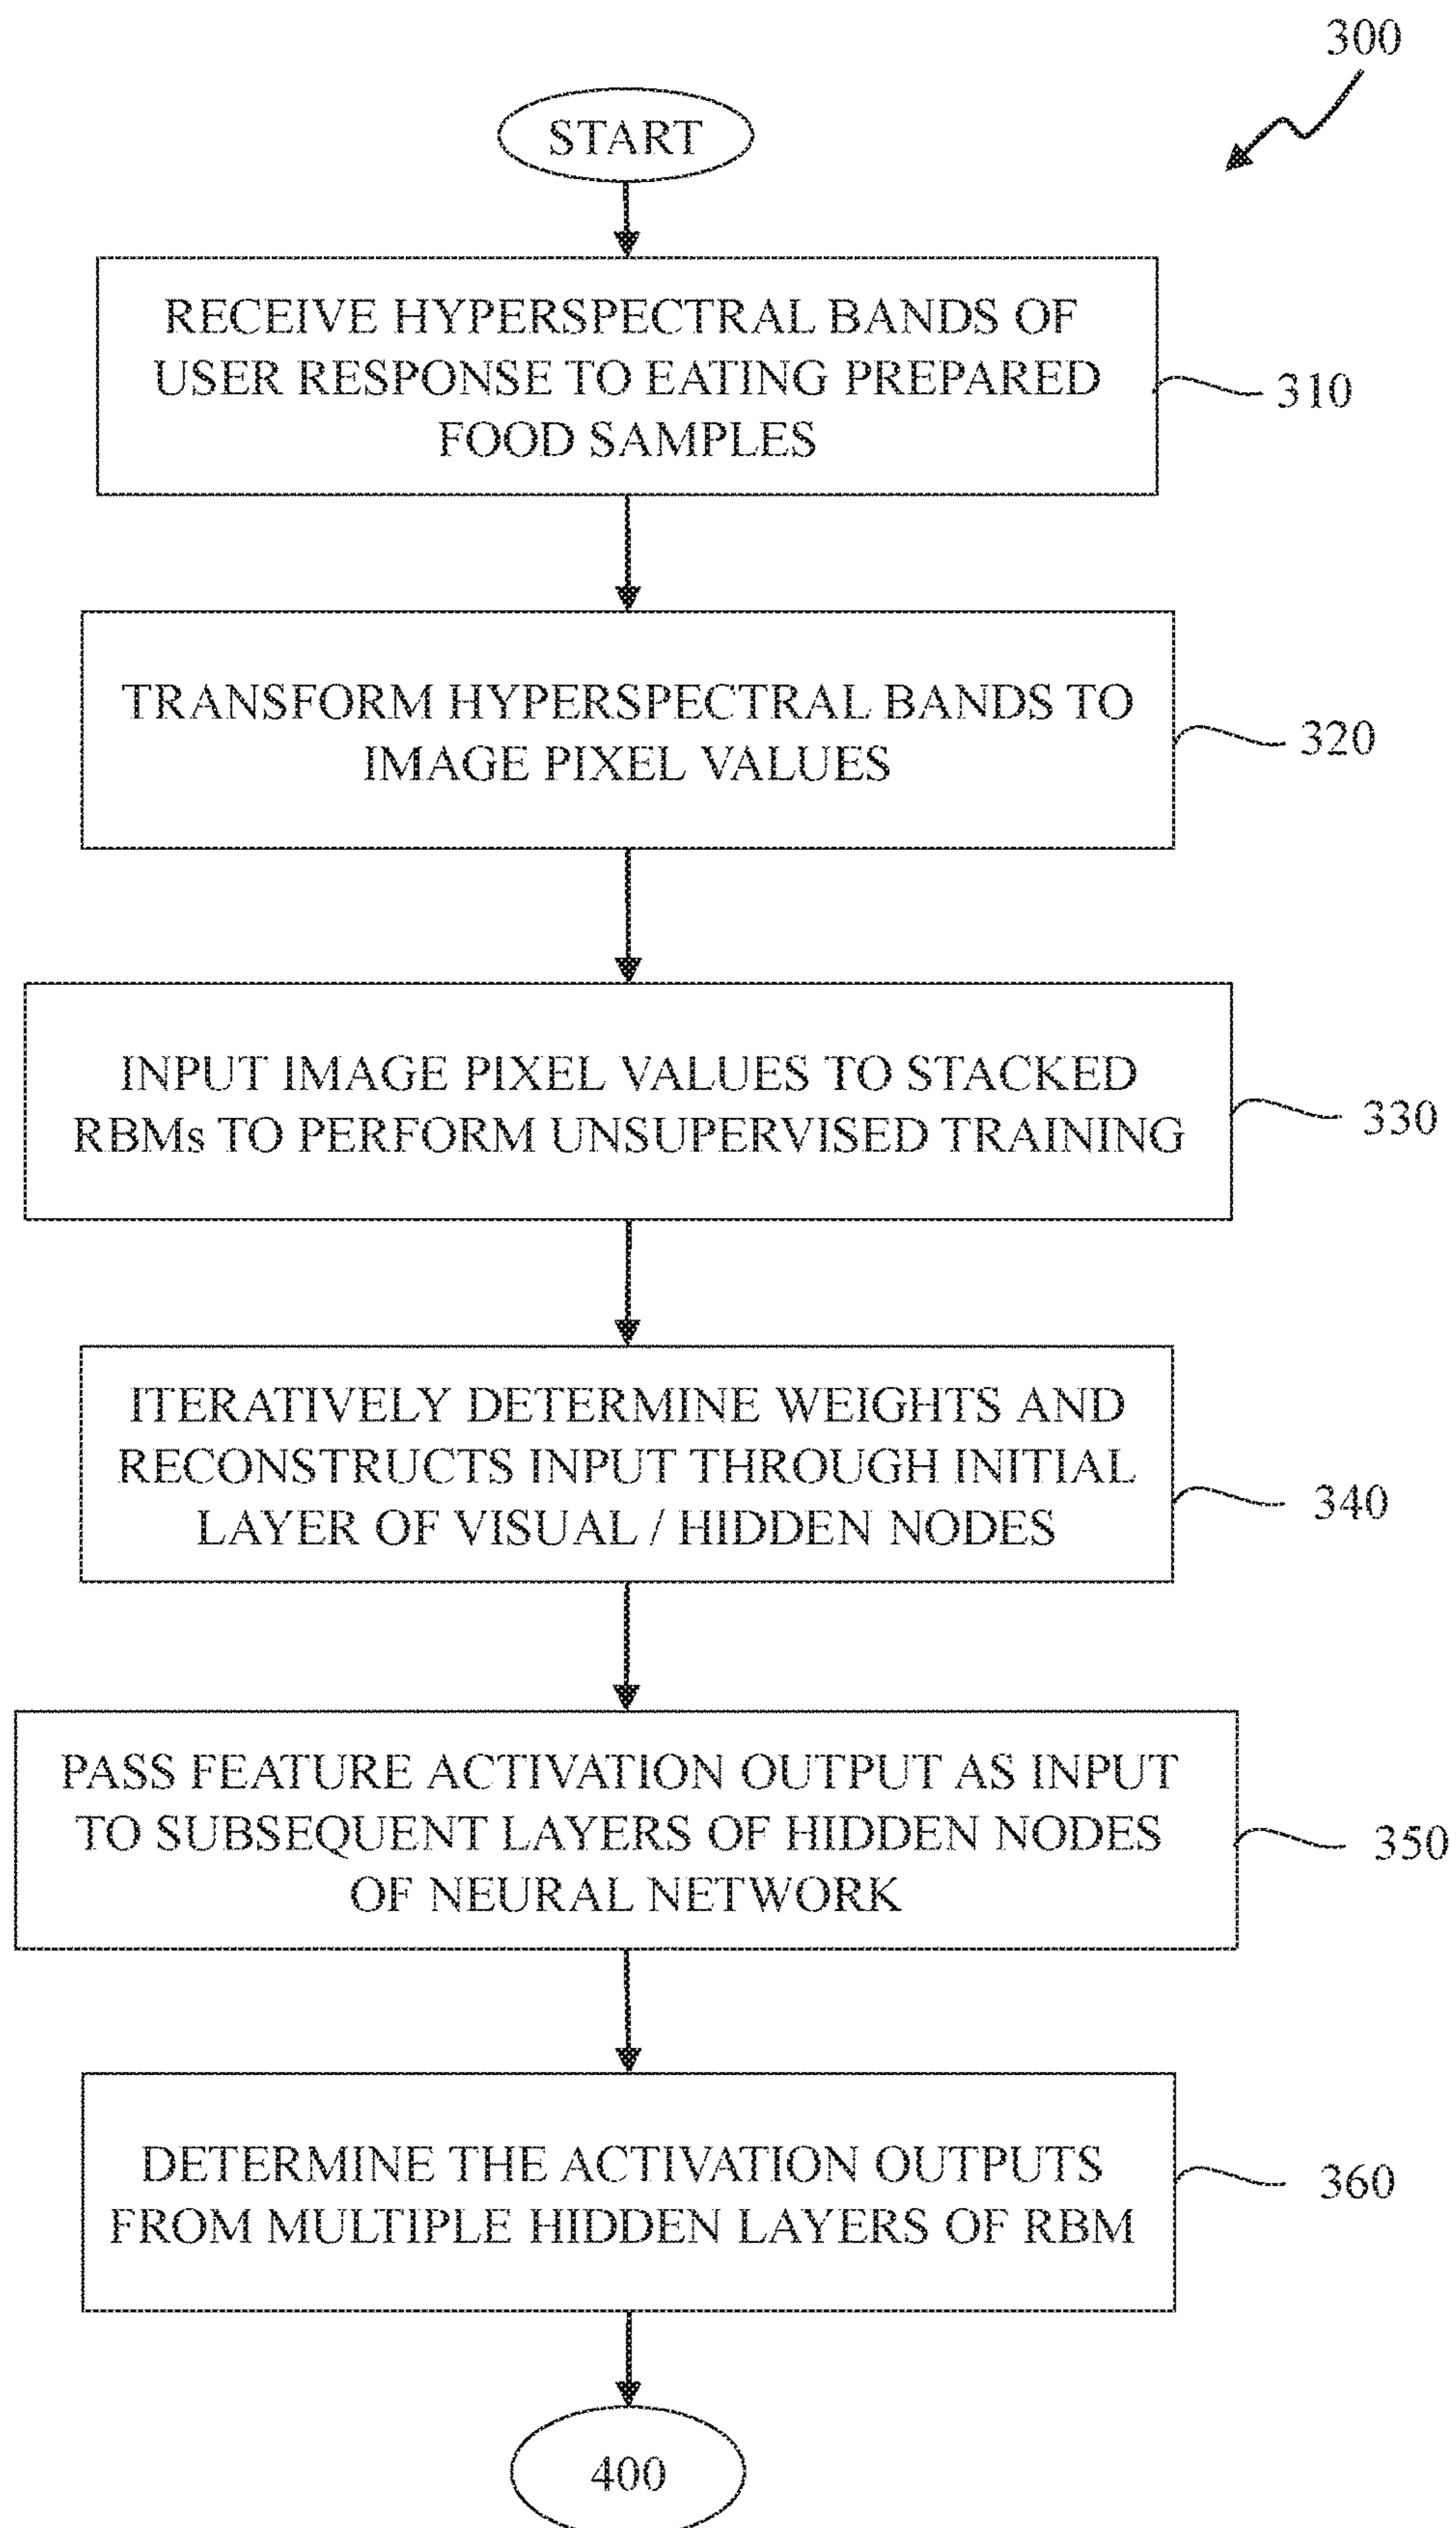 300
START
RECEIVE HYPERSPECTRAL BANDS OF
USER RESPONSE TO EATING PREPARED
FOOD SAMPLES
310
TRANSFORM HYPERSPECTRAL BANDS TO
IMAGE PIXEL VALUES
320
INPUT IMAGE PIXEL VALUES TO STACKED
RBMs TO PERFORM UNSUPERVISED TRAINING
330
ITERATIVELY DETERMINE WEIGHTS AND
RECONSTRUCTS INPUT THROUGH INITIAL
LAYER OF VISUAL / HIDDEN NODES
340
PASS FEATURE ACTIVATION OUTPUT AS INPUT
TO SUBSEQUENT LAYERS OF HIDDEN NODES
OF NEURAL NETWORK
350
DETERMINE THE ACTIVATION OUTPUTS
FROM MULTIPLE HIDDEN LAYERS OF RBM
360
400